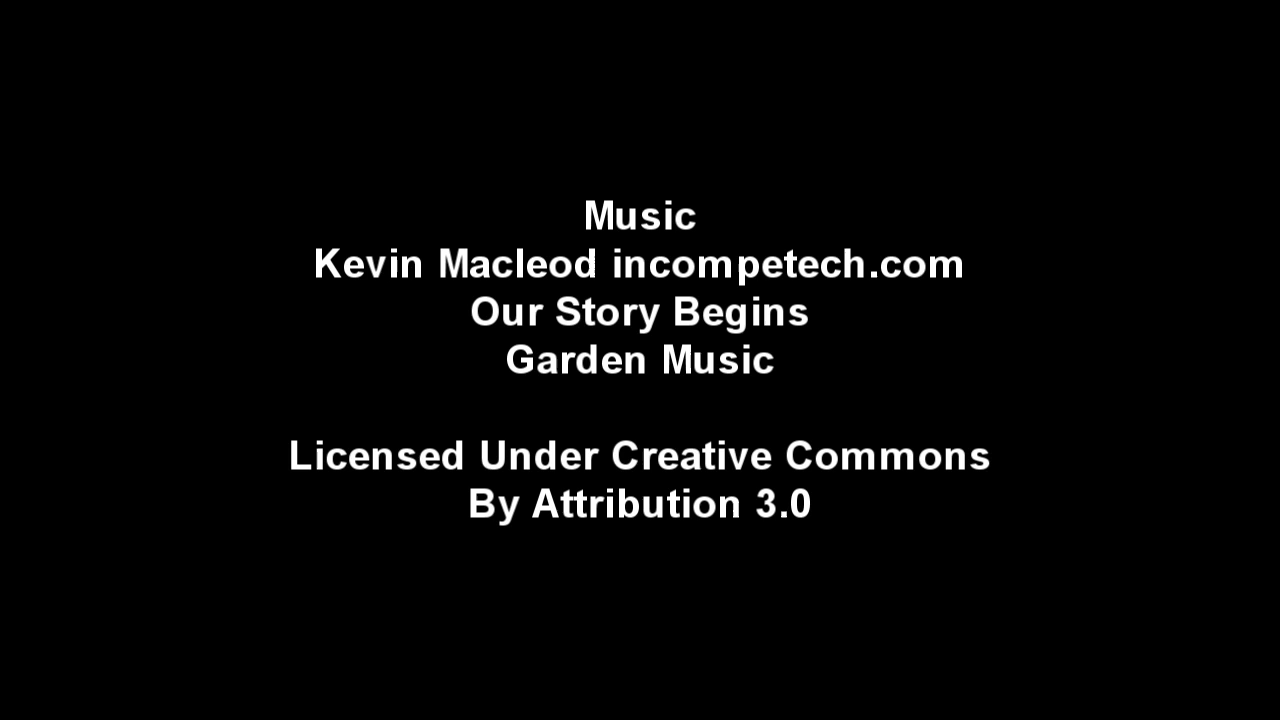 Music
Kevin Macleod incompetech.com
Our Story Begins
Garden Music
Licensed Under Creative Commons
By Attribution 3.0